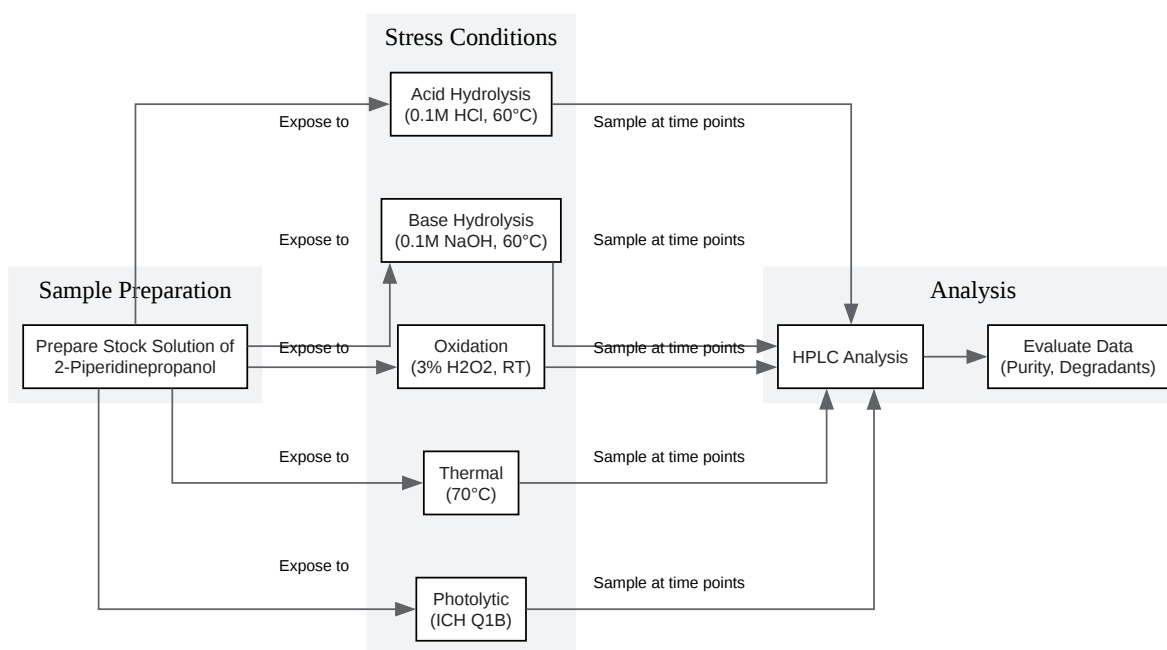 Stress Conditions
Acid Hydrolysis
(0.1M HCl, 60°C)
Expose to
Sample at time points
Base Hydrolysis
(0.1M NaOH, 60°C)
Expose to
Sample at time points
Sample Preparation
Analysis
Prepare Stock Solution of
2-Piperidinepropanol
Expose to
Oxidation
(3% H2O2, RT)
Sample at time points
HPLC Analysis
Evaluate Data
(Purity, Degradants)
Expose to
Thermal
(70°C)
Sample at time points
Expose to
Photolytic
(ICH Q1B)
Sample at time points